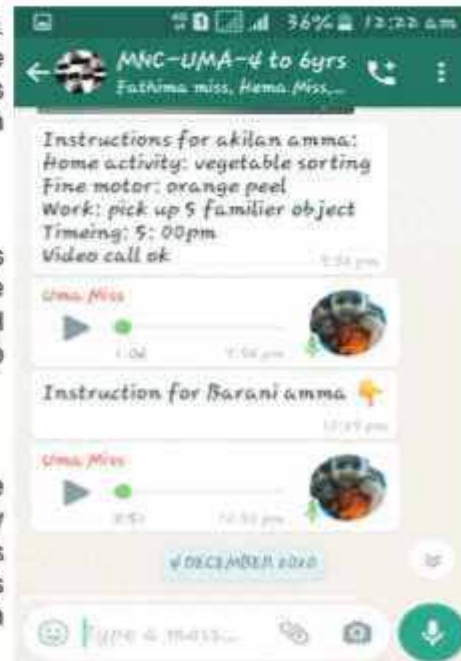 36% 12:22 am
MNC-UMA-4 to 6yrs
Fathima miss, Hema Miss,...
Instructions for akilan amma:
Home activity: vegetable sorting
Fine motor: orange peel
Work: pick up 5 familier object
Timeing: 5: 00pm
Video call ok
Uma Miss
Instruction for Barani amma 👇
Uma Miss
4 DECEMBER 2020
Type a mess...